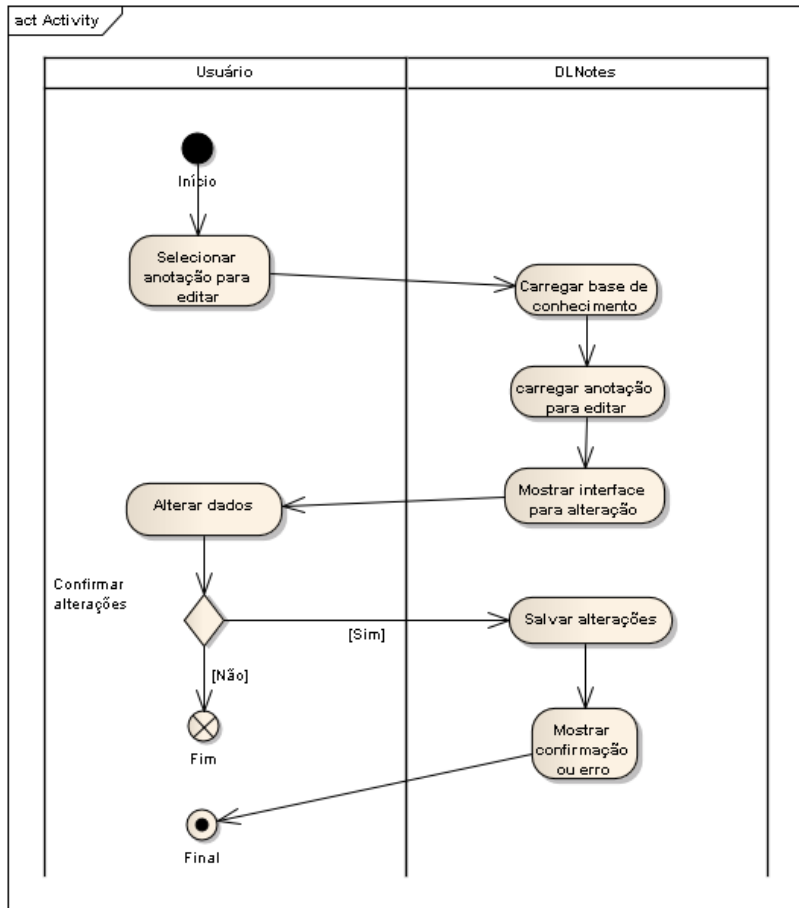 act Activity
Usuário
DLNotes
Início
Selecionar
anotação para
editar
Carregar base de
conhecimento
carregar anotação
para editar
Mostrar interface
para alteração
Alterar dados
Confirmar
alterações
[Sim]
Salvar alterações
[Não]
Fim
Mostrar
confirmação
ou erro
Final